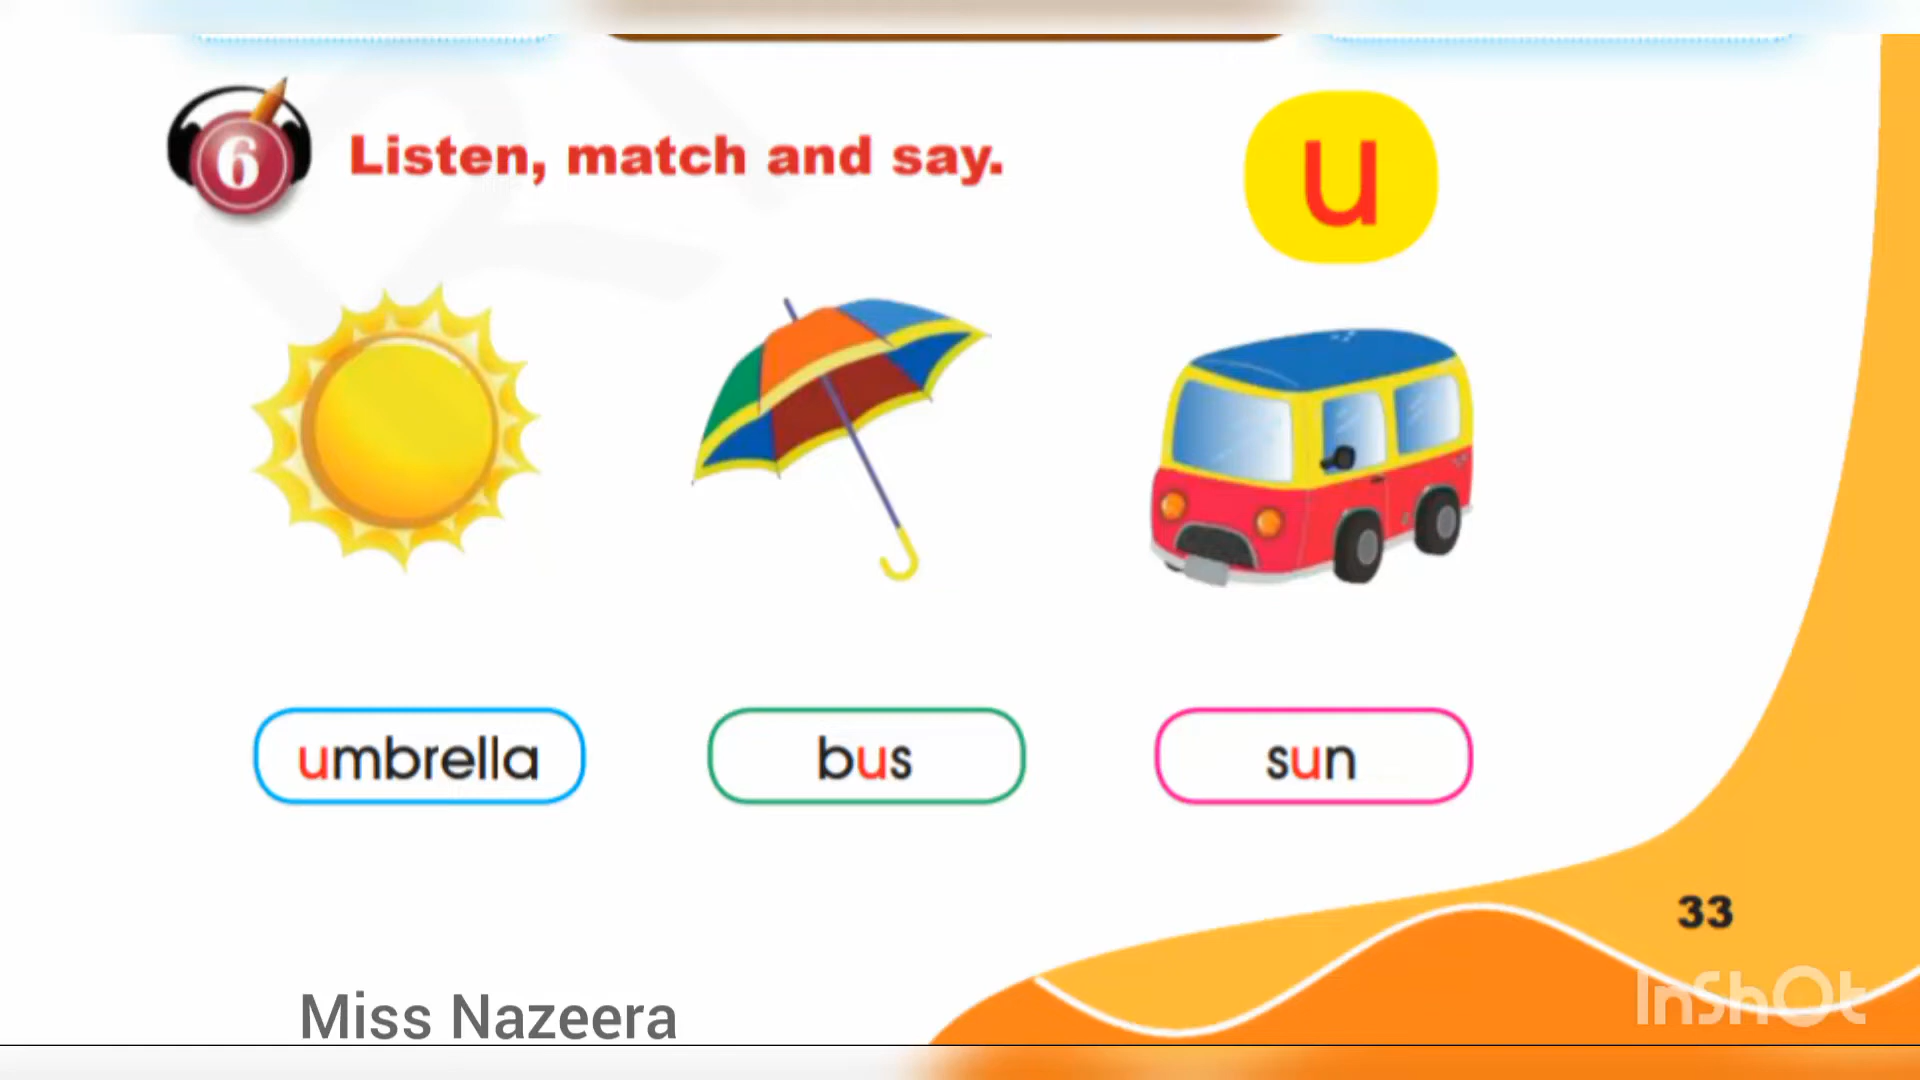 6
Listen, match and say.
u
umbrella
bus
sun
33
Miss Nazeera
InShOt